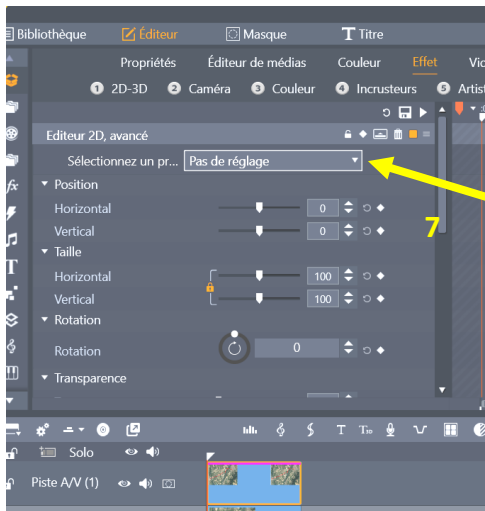 Bibliothèque Éditeur Masque Titre
Propriétés Éditeur de médias Couleur Effet
1 2D-3D 2 Caméra 3 Couleur 4 Incrusteurs 5
Editeur 2D, avancé
Sélectionnez un pr... Pas de réglage
Position
Horizontal 0
Vertical 0
7
Taille
Horizontal 100
Vertical 100
Rotation
Rotation 0
Transparence
Solo
Piste A/V (1)